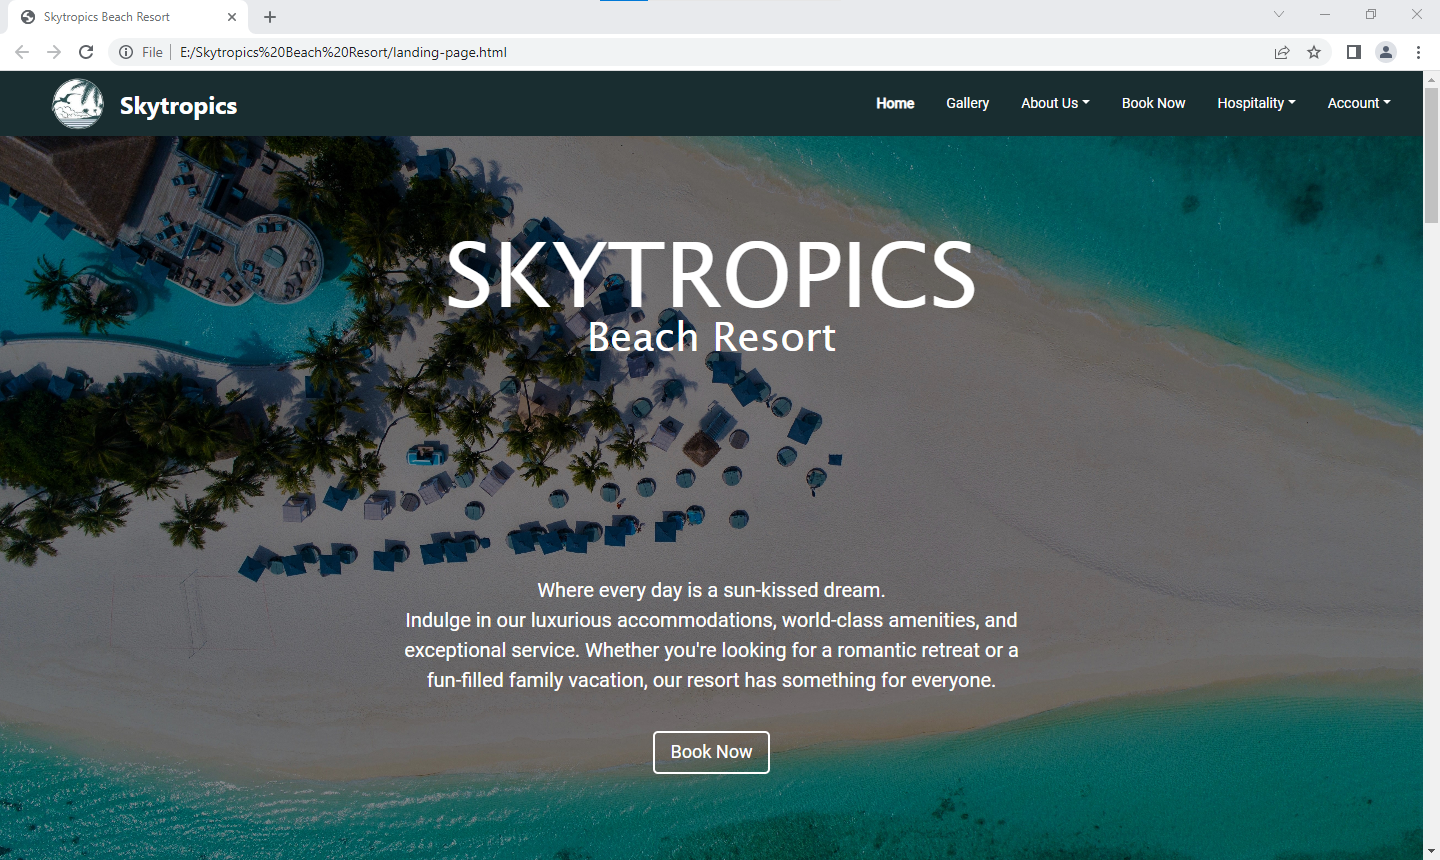 Skytropics Beach Resort
File
E:/Skytropics%20Beach%20Resort/landing-page.html
Skytropics
Home
Gallery
About Us
Book Now
Hospitality
Account
SKYTROPICS
Beach Resort
Where every day is a sun-kissed dream.
Indulge in our luxurious accommodations, world-class amenities, and
exceptional service. Whether you're looking for a romantic retreat or a
fun-filled family vacation, our resort has something for everyone.
Book Now